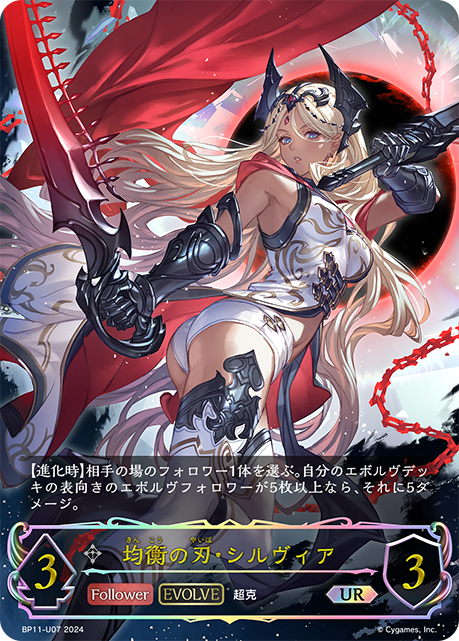 【進化時】相手の場のフォロワー1体を選ぶ。自分のエボルヴデッ
キの表向きのエボルヴフォロワーが5枚以上なら、それに5ダ
メージ。
きんこう やいば
均衡の刃・シルヴィア
3
3
Follower EVOLVE 超克 UR
BP11-U07 2024
© Cygames, Inc.